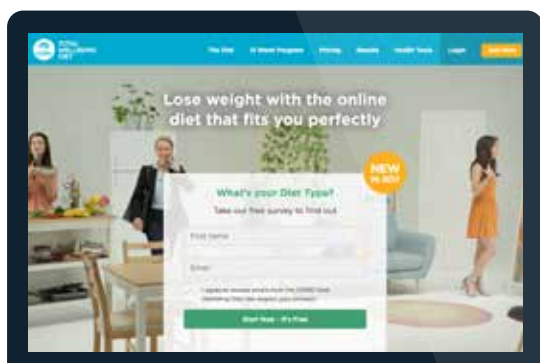 TOTAL
WELLBEING
DIET
The Diet 12 Week Program Pricing Results Health Tools Login
Lose weight with the online
diet that fits you perfectly
NEW
What's your Diet Type?
Take our free survey to find out
First name
Email
Start Now - It's Free